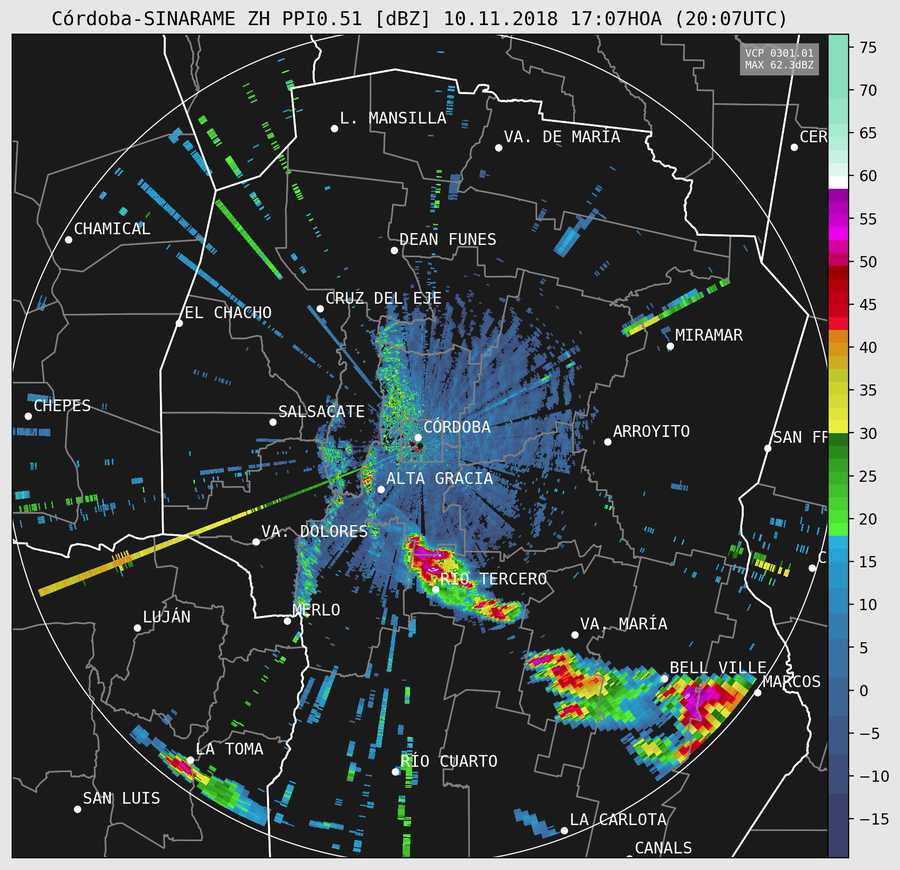 Córdoba-SINARAME ZH PPI0.51 [dBZ] 10.11.2018 17:07HOA (20:07UTC)
VCP 0301.01
MAX 62.3dBZ
75
70
65
60
55
50
45
40
35
30
25
20
15
10
5
0
−5
−10
−15
L. MANSILLA
VA. DE MARÍA
CER
CHAMICAL
DEAN FUNES
CRUZ DEL EJE
EL CHACHO
MIRAMAR
CHEPES
SALSACATE
CÓRDOBA
ARROYITO
SAN FR
ALTA GRACIA
VA. DOLORES
C
RÍO TERCERO
MERLO
LUJÁN
VA. MARÍA
BELL VILLE
MARCOS
LA TOMA
RÍO CUARTO
SAN LUIS
LA CARLOTA
CANALS